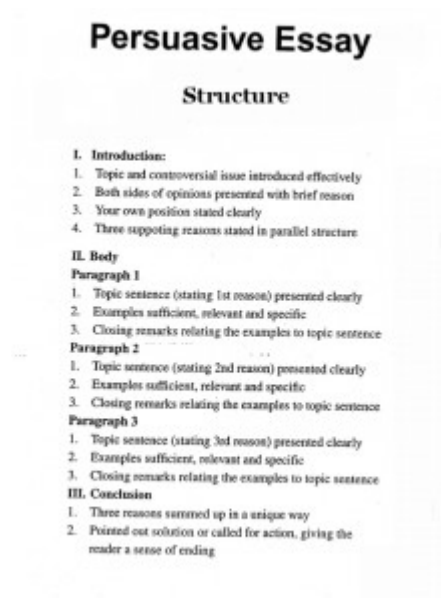 Persuasive Essay
Structure
I. Introduction:
1. Topic and controversial issue introduced effectively
2. Both sides of opinions presented with brief reason
3. Your own position stated clearly
4. Three suppoting reasons stated in parallel structure
II. Body
Paragraph 1
1. Topic sentence (stating 1st reason) presented clearly
2. Examples sufficient, relevant and specific
3. Closing remarks relating the examples to topic sentence
Paragraph 2
1. Topic sentence (stating 2nd reason) presented clearly
2. Examples sufficient, relevant and specific
3. Closing remarks relating the examples to topic sentence
Paragraph 3
1. Topic sentence (stating 3rd reason) presented clearly
2. Examples sufficient, relevant and specific
3. Closing remarks relating the examples to topic sentence
III. Conclusion
1. Three reasons summed up in a unique way
2. Pointed out solution or called for action, giving the
reader a sense of ending